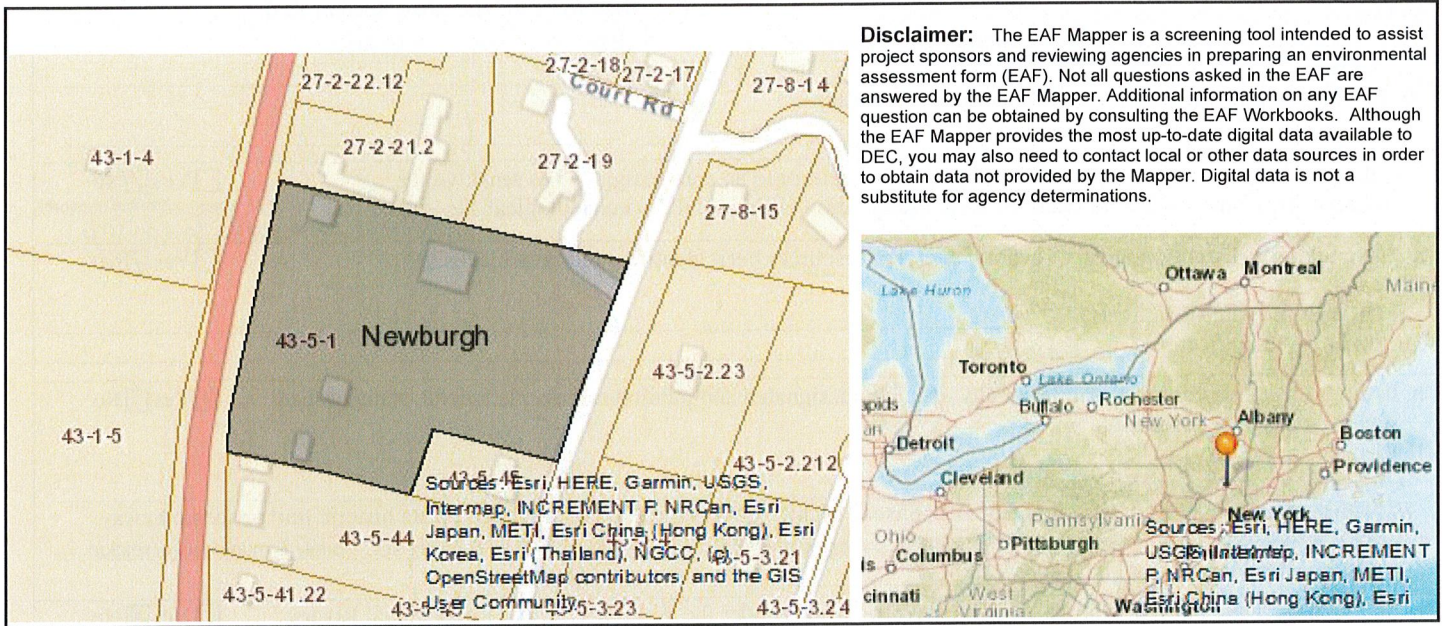 27-2-22.12
27-2-18
27-2-17
27-8-14
Court Rd
43-1-4
27-2-21.2
27-2-19
27-8-15
43-5-1
Newburgh
43-5-2.23
43-1-5
43-5-2.212
43-5-44
43-5-41.22
43-5-3.24
Sources: Esri, HERE, Garmin, USGS,
Intermap, INCREMENT P, NRCan, Esri
Japan, METI, Esri China (Hong Kong), Esri
Korea, Esri (Thailand), NGCC, (c)
OpenStreetMap contributors, and the GIS
User Community
Disclaimer: The EAF Mapper is a screening tool intended to assist
project sponsors and reviewing agencies in preparing an environmental
assessment form (EAF). Not all questions asked in the EAF are
answered by the EAF Mapper. Additional information on any EAF
question can be obtained by consulting the EAF Workbooks. Although
the EAF Mapper provides the most up-to-date digital data available to
DEC, you may also need to contact local or other data sources in order
to obtain data not provided by the Mapper. Digital data is not a
substitute for agency determinations.
Ottawa
Montreal
Lake Huron
Maine
Toronto
Lake Ontario
Rochester
apids
Buffalo
New York
Albany
Boston
Detroit
Providence
Cleveland
New York
Pennsylvania
Ohio
Pittsburgh
is
Columbus
cinnati
West
Virginia
Washington
Sources: Esri, HERE, Garmin,
USGS, Intermap, INCREMENT
P, NRCan, Esri Japan, METI,
Esri China (Hong Kong), Esri